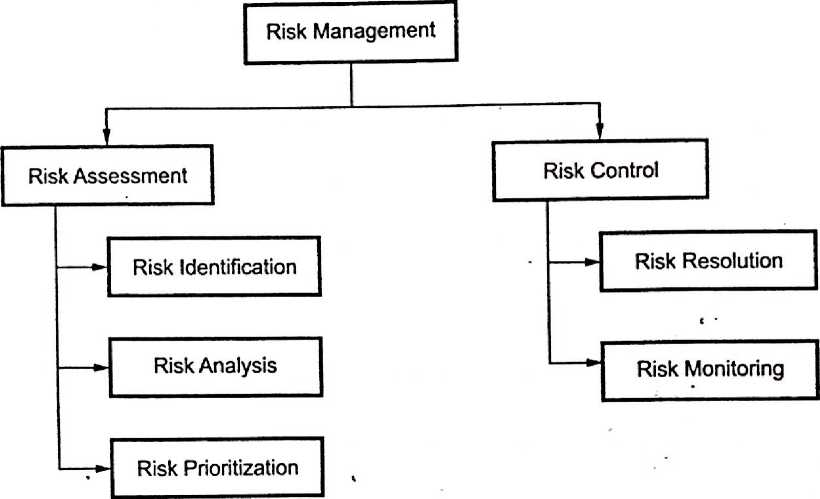 Risk Management
Risk Assessment
Risk Control
Risk Identification
Risk Resolution
Risk Analysis
Risk Monitoring
Risk Prioritization